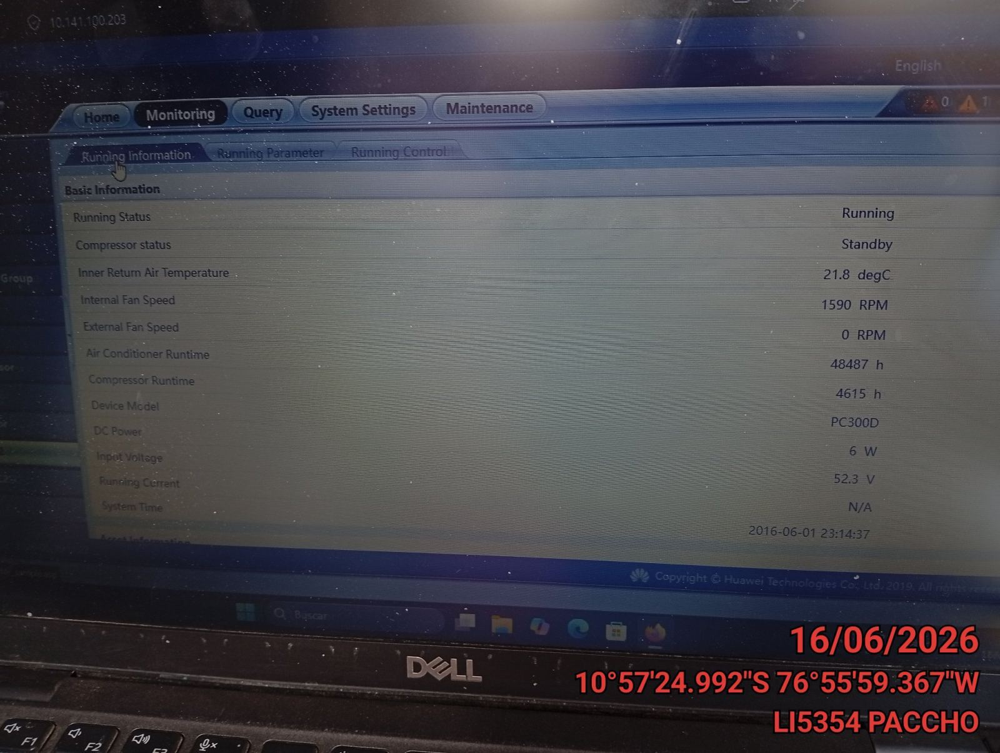 10.141.100.203
English
Home Monitoring Query System Settings Maintenance 0 1
Running Information Running Parameter Running Control
Basic Information
Running Status Running
Compressor status Standby
Inner Return Air Temperature 21.8 degC
Group
Internal Fan Speed 1590 RPM
External Fan Speed 0 RPM
Air Conditioner Runtime 48487 h
Compressor Runtime 4615 h
Device Model PC300D
DC Power 6 W
Input Voltage 52.3 V
Running Current N/A
System Time 2016-06-01 23:14:37
Asset Information
Copyright © Huawei Technologies Co., Ltd. 2019. All rights
Buscar
DELL
16/06/2026
10°57'24.992"S 76°55'59.367"W
LI5354 PACCHO
F1 F2